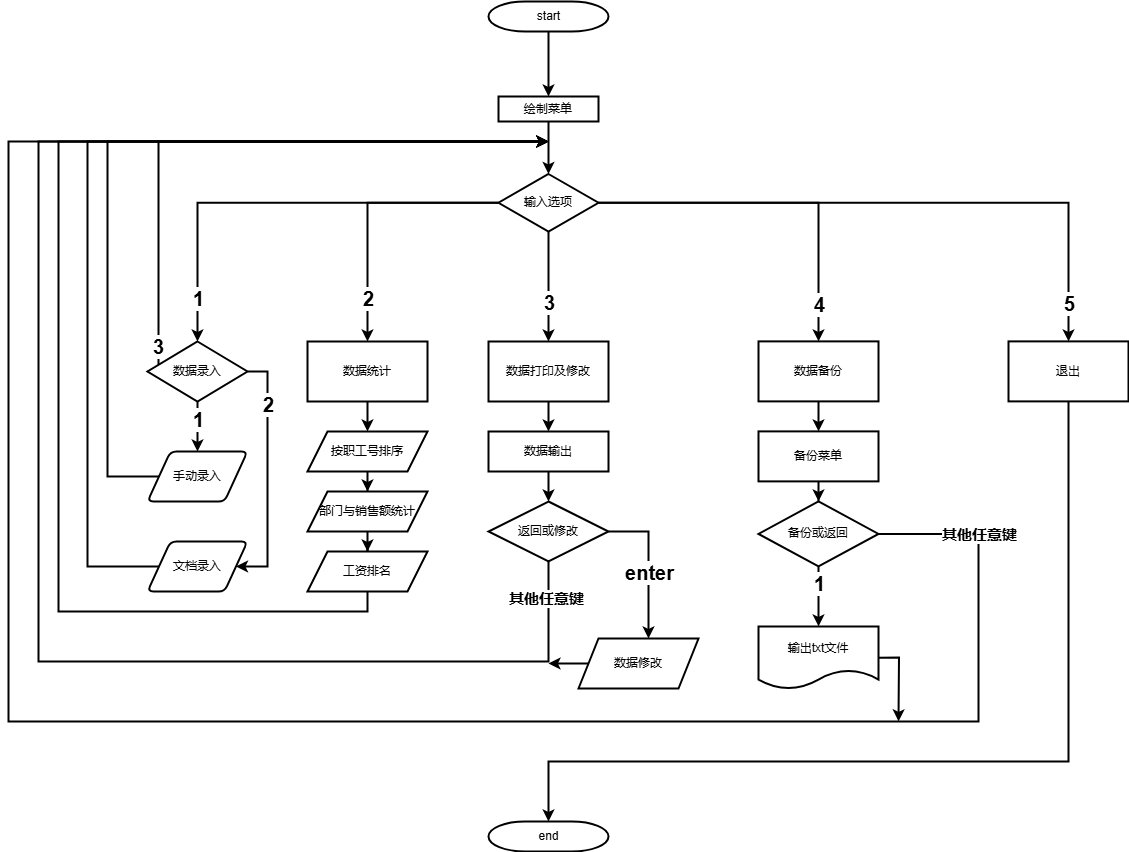 start
绘制菜单
输入选项
1
2
3
4
5
3
数据录入
2
1
手动录入
文档录入
数据统计
按职工号排序
部门与销售额统计
工资排名
数据打印及修改
数据输出
返回或修改
enter
其他任意键
数据修改
数据备份
备份菜单
备份或返回
其他任意键
1
输出txt文件
退出
end